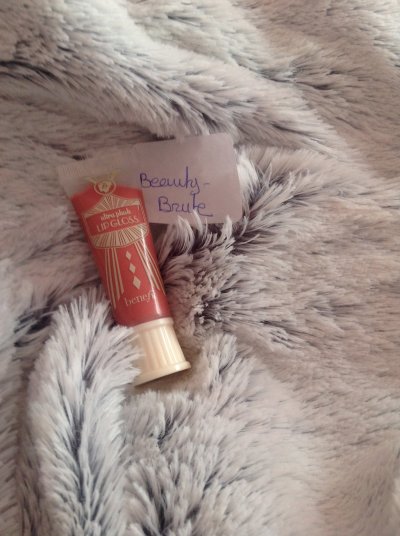 ultra plush
LIP GLOSS
benefit
Beauty-
Brute